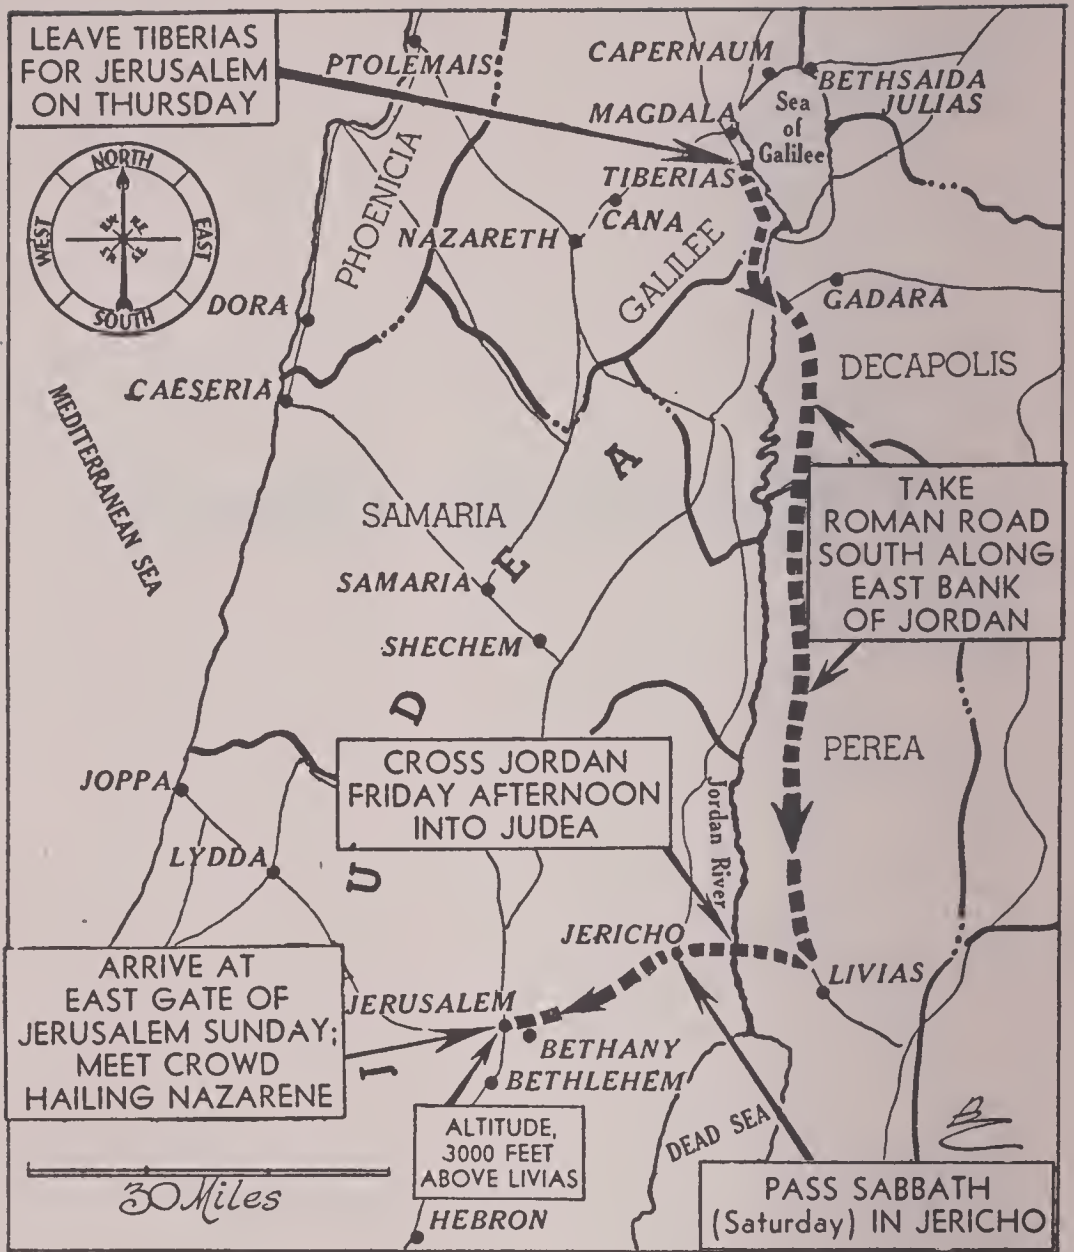 LEAVE TIBERIAS
FOR JERUSALEM
ON THURSDAY
PTOLEMAIS
CAPERNAUM
BETHSAIDA
JULIAS
Sea
of
Galilee
MAGDALA
TIBERIAS
CANA
NAZARETH
PHOENICIA
GALILEE
NORTH
N.W.
N.E.
WEST
EAST
S.W.
S.E.
SOUTH
DORA
GADARA
DECAPOLIS
CAESERIA
MEDITERRANEAN SEA
TAKE
ROMAN ROAD
SOUTH ALONG
EAST BANK
OF JORDAN
SAMARIA
SAMARIA
SHECHEM
JUDEA
PEREA
CROSS JORDAN
FRIDAY AFTERNOON
INTO JUDEA
Jordan River
JOPPA
LYDDA
JERICHO
LIVIAS
ARRIVE AT
EAST GATE OF
JERUSALEM SUNDAY;
MEET CROWD
HAILING NAZARENE
JERUSALEM
BETHANY
BETHLEHEM
ALTITUDE,
3000 FEET
ABOVE LIVIAS
DEAD SEA
PASS SABBATH
(Saturday) IN JERICHO
30 Miles
HEBRON